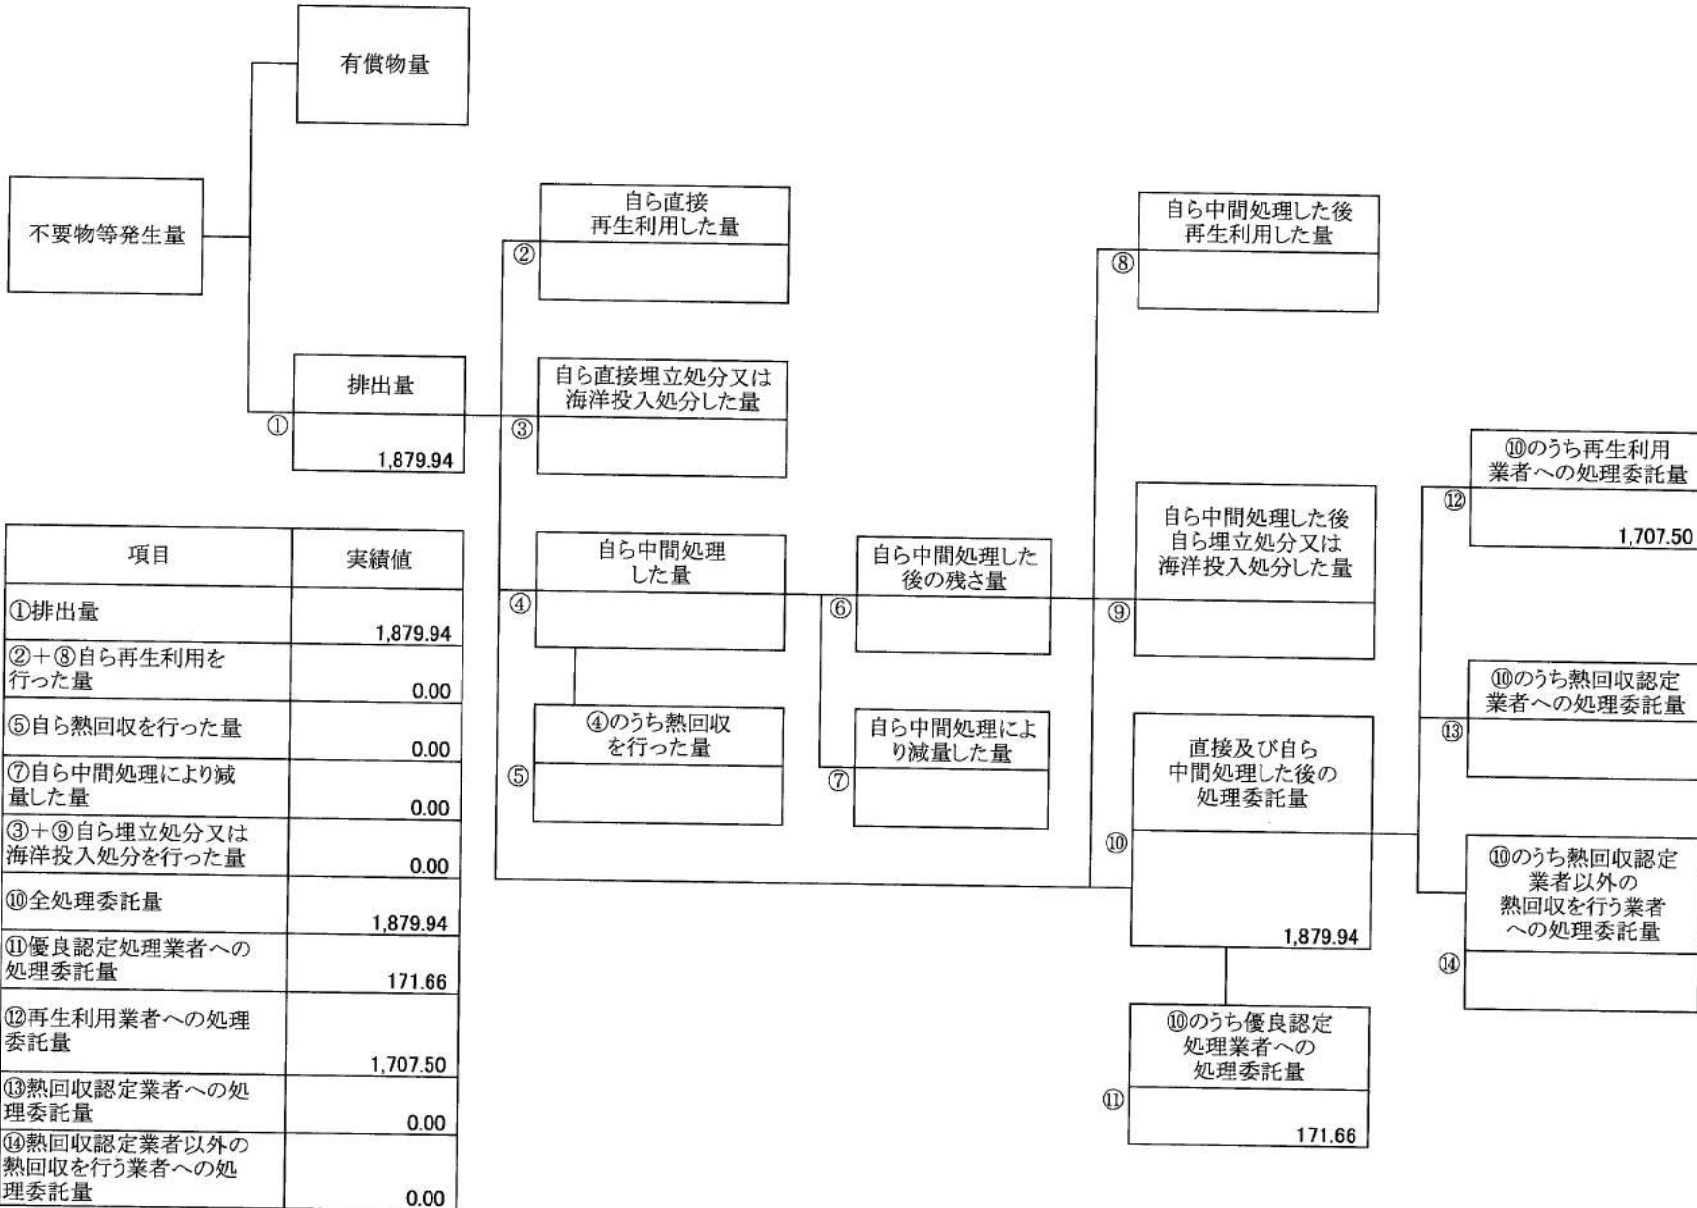 有償物量
不要物等発生量
排出量
①
1,879.94
自ら直接
再生利用した量
②
自ら直接埋立処分又は
海洋投入処分した量
③
自ら中間処理
した量
④
④のうち熱回収
を行った量
⑤
自ら中間処理した
後の残さ量
⑥
自ら中間処理によ
り減量した量
⑦
自ら中間処理した後
再生利用した量
⑧
自ら中間処理した後
自ら埋立処分又は
海洋投入処分した量
⑨
直接及び自ら
中間処理した後の
処理委託量
⑩
1,879.94
⑩のうち優良認定
処理業者への
処理委託量
⑪
171.66
⑩のうち再生利用
業者への処理委託量
⑫
1,707.50
⑩のうち熱回収認定
業者への処理委託量
⑬
⑩のうち熱回収認定
業者以外の
熱回収を行う業者
への処理委託量
⑭
項目 実績値
①排出量
1,879.94
②＋⑧自ら再生利用を
行った量
0.00
⑤自ら熱回収を行った量
0.00
⑦自ら中間処理により減
量した量
0.00
③＋⑨自ら埋立処分又は
海洋投入処分を行った量
0.00
⑩全処理委託量
1,879.94
⑪優良認定処理業者への
処理委託量
171.66
⑫再生利用業者への処理
委託量
1,707.50
⑬熱回収認定業者への処
理委託量
0.00
⑭熱回収認定業者以外の
熱回収を行う業者への処
理委託量
0.00